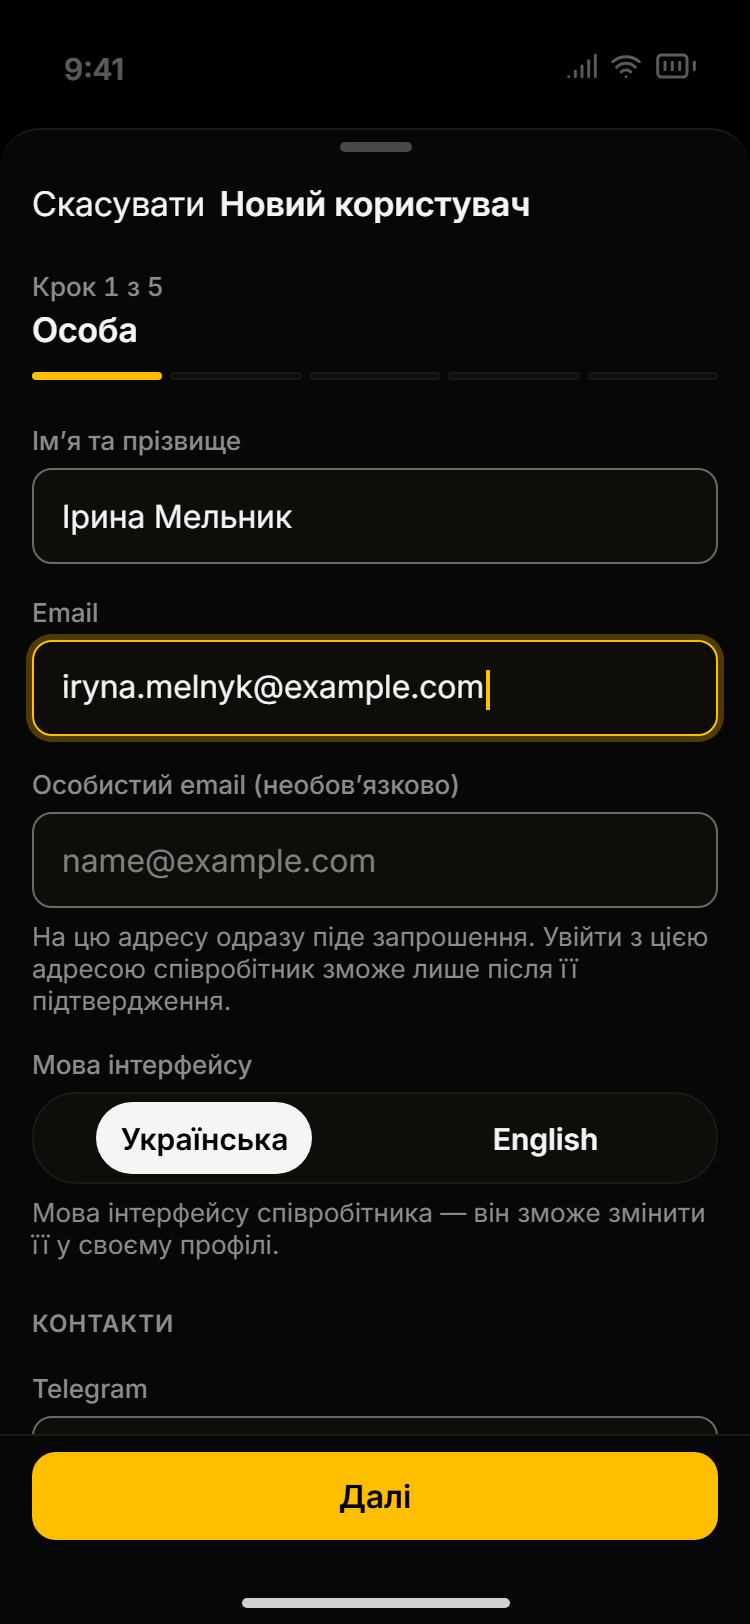 9:41
Скасувати Новий користувач
Крок 1 з 5
Особа
Ім’я та прізвище
Ірина Мельник
Email
iryna.melnyk@example.com
Особистий email (необов’язково)
name@example.com
На цю адресу одразу піде запрошення. Увійти з цією
адресою співробітник зможе лише після її
підтвердження.
Мова інтерфейсу
Українська English
Мова інтерфейсу співробітника — він зможе змінити
її у своєму профілі.
КОНТАКТИ
Telegram
Далі